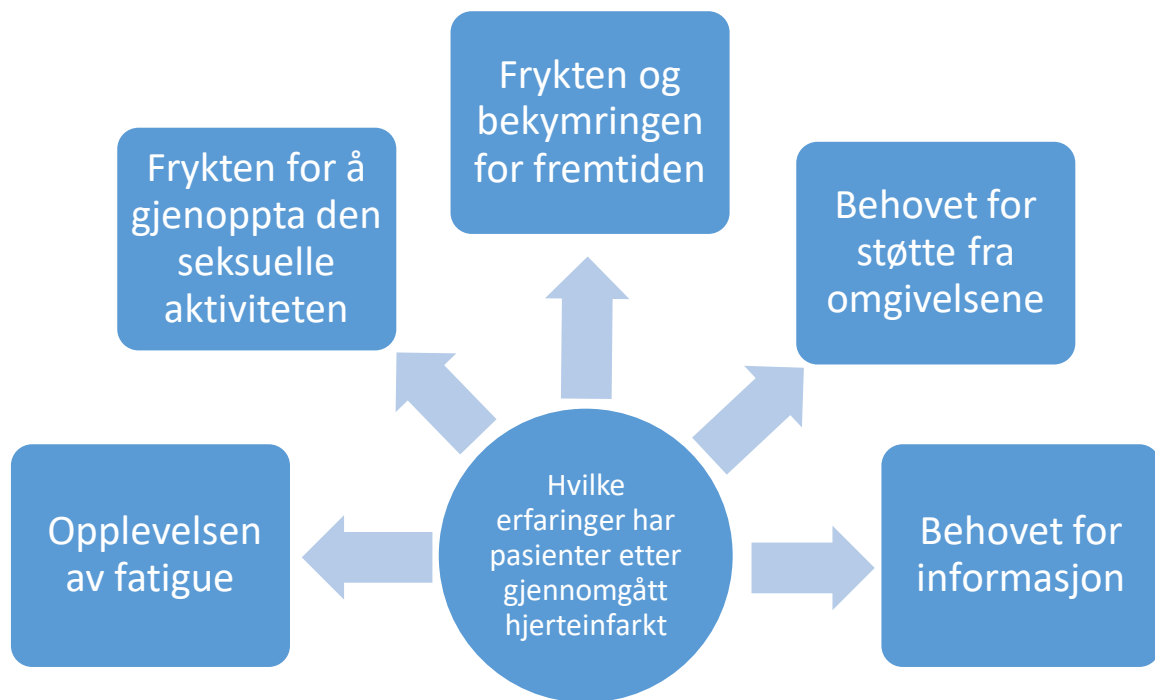 Frykten og
bekymringen
for fremtiden
Frykten for å
gjenoppta den
seksuelle
aktiviteten
Behovet for
støtte fra
omgivelsene
Opplevelsen
av fatigue
Hvilke
erfaringer har
pasienter etter
gjennomgått
hjerteinfarkt
Behovet for
informasjon